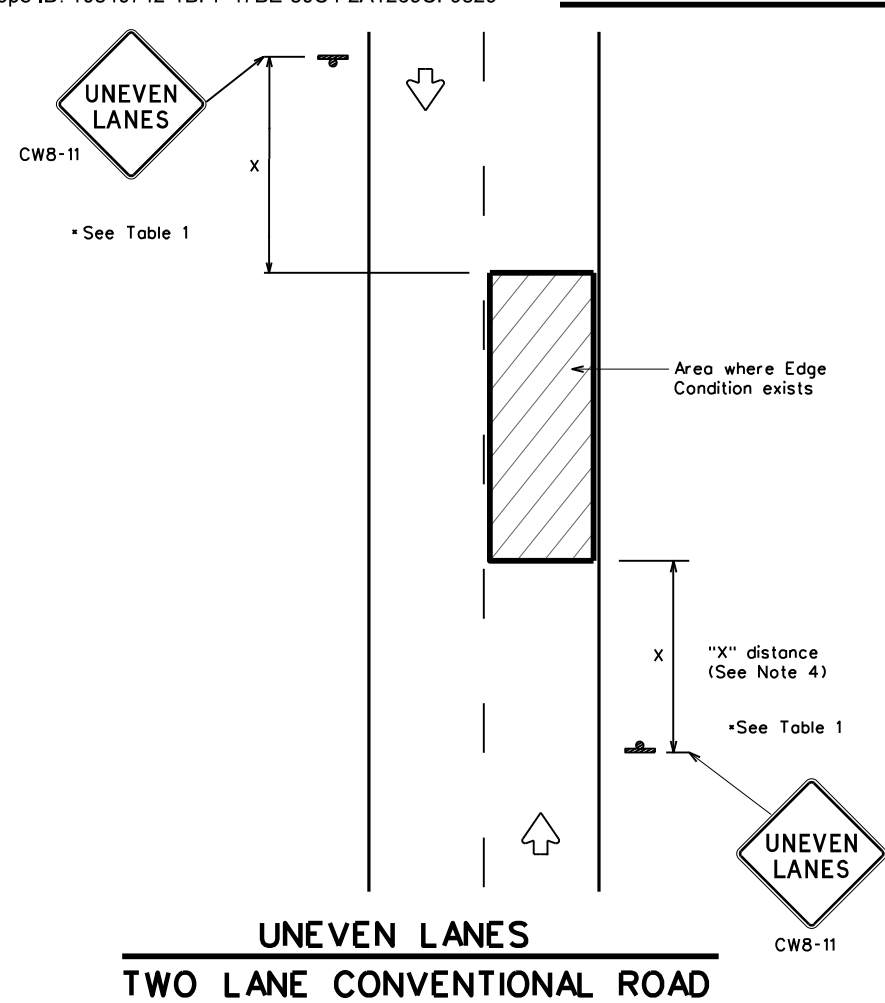 UNEVEN
LANES
CW8-11
X
*See Table 1
Area where Edge
Condition exists
X
"X" distance
(See Note 4)
*See Table 1
UNEVEN
LANES
CW8-11
UNEVEN LANES
TWO LANE CONVENTIONAL ROAD